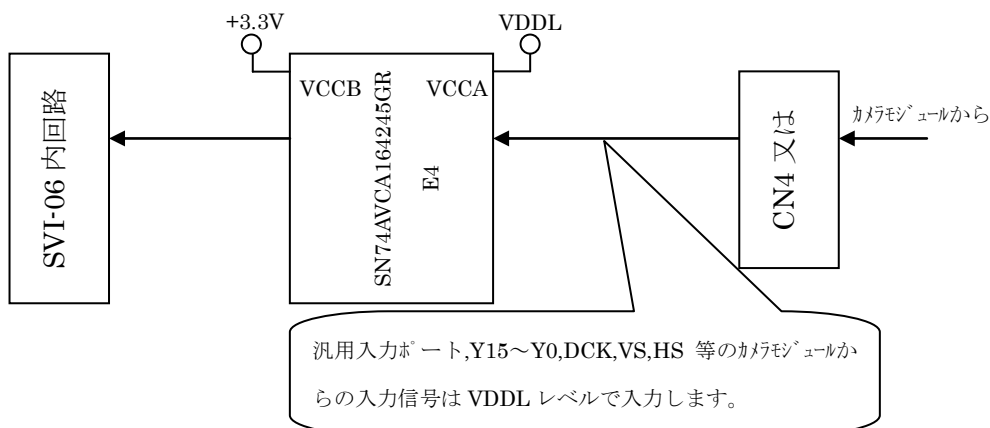 +3.3V
VDDL
VCCB
VCCA
SVI-06 内回路
SN74AVCA164245GR
E4
CN4 又は
ｶﾒﾗﾓｼﾞｭｰﾙから
汎用入力ﾎﾟｰﾄ,Y15～Y0,DCK,VS,HS 等のｶﾒﾗﾓｼﾞｭｰﾙか
らの入力信号は VDDL レベルで入力します。